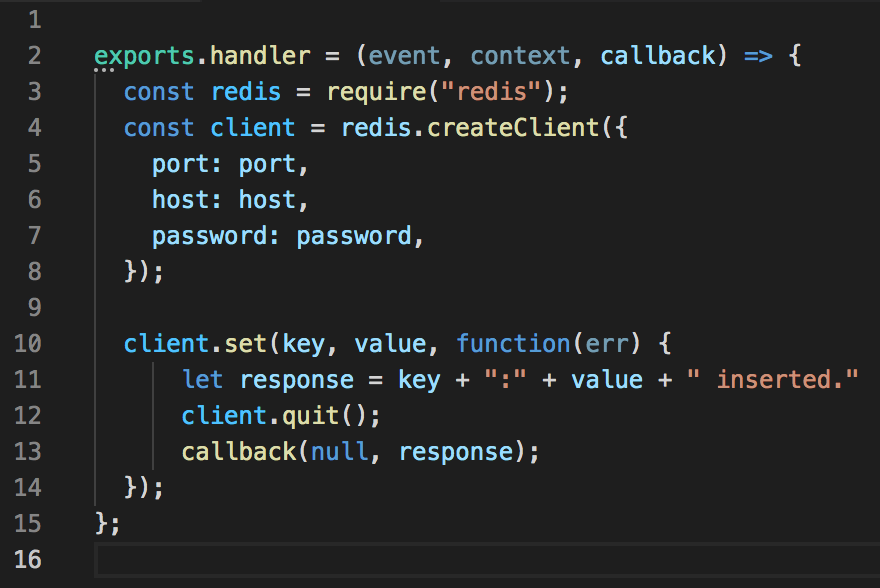 1
2 exports.handler = (event, context, callback) => {
3 const redis = require("redis");
4 const client = redis.createClient({
5 port: port,
6 host: host,
7 password: password,
8 });
9
10 client.set(key, value, function(err) {
11 let response = key + ":" + value + " inserted."
12 client.quit();
13 callback(null, response);
14 });
15 };
16